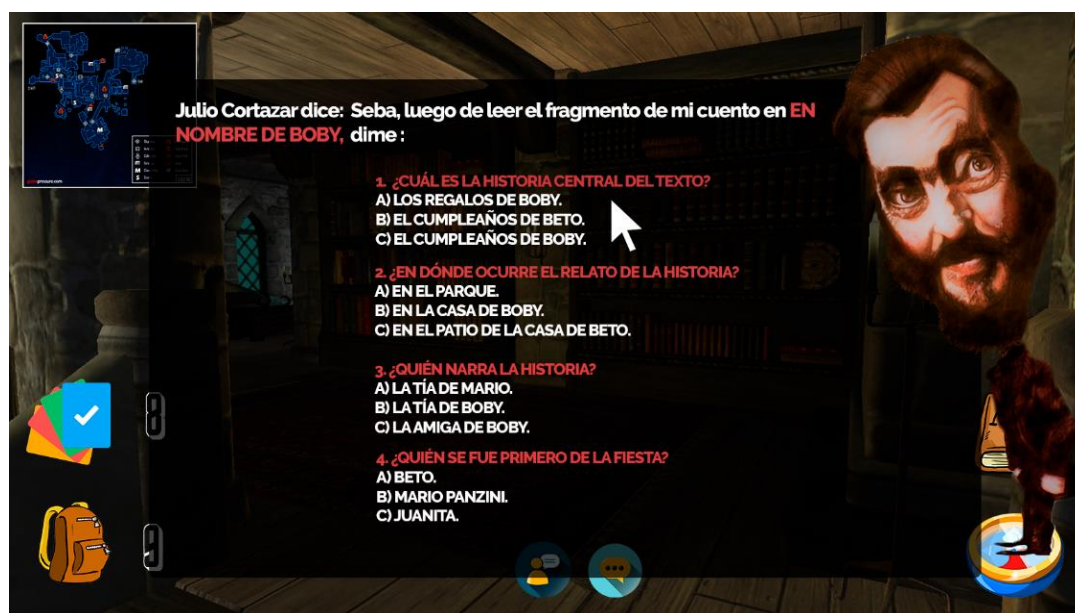 Julio Cortazar dice: Seba, luego de leer el fragmento de mi cuento en EN
NOMBRE DE BOBY, dime :
1. ¿CUÁL ES LA HISTORIA CENTRAL DEL TEXTO?
A) LOS REGALOS DE BOBY.
B) EL CUMPLEAÑOS DE BETO.
C) EL CUMPLEAÑOS DE BOBY.
2. ¿EN DÓNDE OCURRE EL RELATO DE LA HISTORIA?
A) EN EL PARQUE.
B) EN LA CASA DE BOBY.
C) EN EL PATIO DE LA CASA DE BETO.
3. ¿QUIÉN NARRA LA HISTORIA?
A) LA TÍA DE MARIO.
B) LA TÍA DE BOBY.
C) LA AMIGA DE BOBY.
4. ¿QUIÉN SE FUE PRIMERO DE LA FIESTA?
A) BETO.
B) MARIO PANZINI.
C) JUANITA.